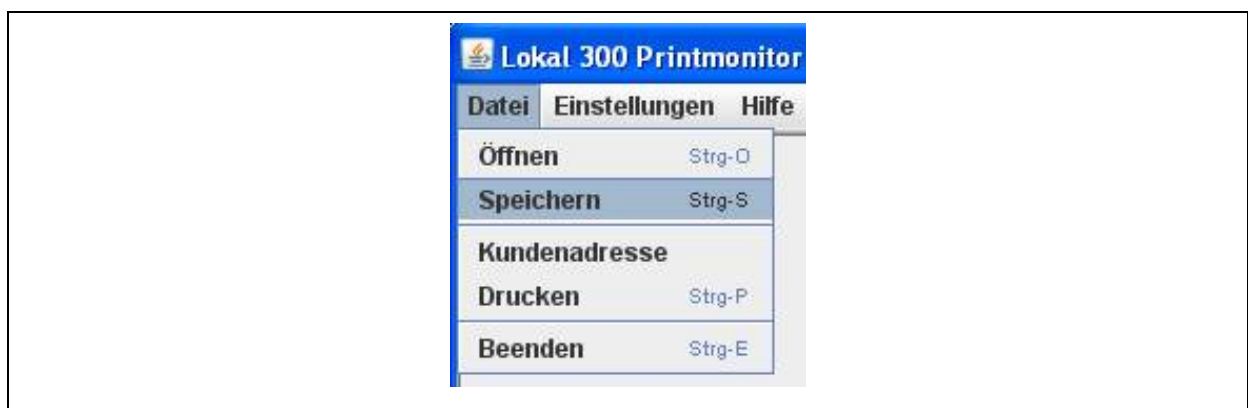 Lokal 300 Printmonitor
Datei Einstellungen Hilfe
Öffnen Strg-O
Speichern Strg-S
Kundenadresse
Drucken Strg-P
Beenden Strg-E